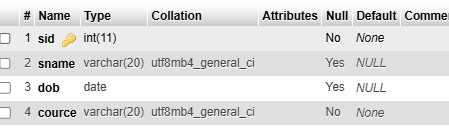 # Name Type Collation Attributes Null Default Comme
1 sid int(11) No None
2 sname varchar(20) utf8mb4_general_ci Yes NULL
3 dob date Yes NULL
4 cource varchar(20) utf8mb4_general_ci No None